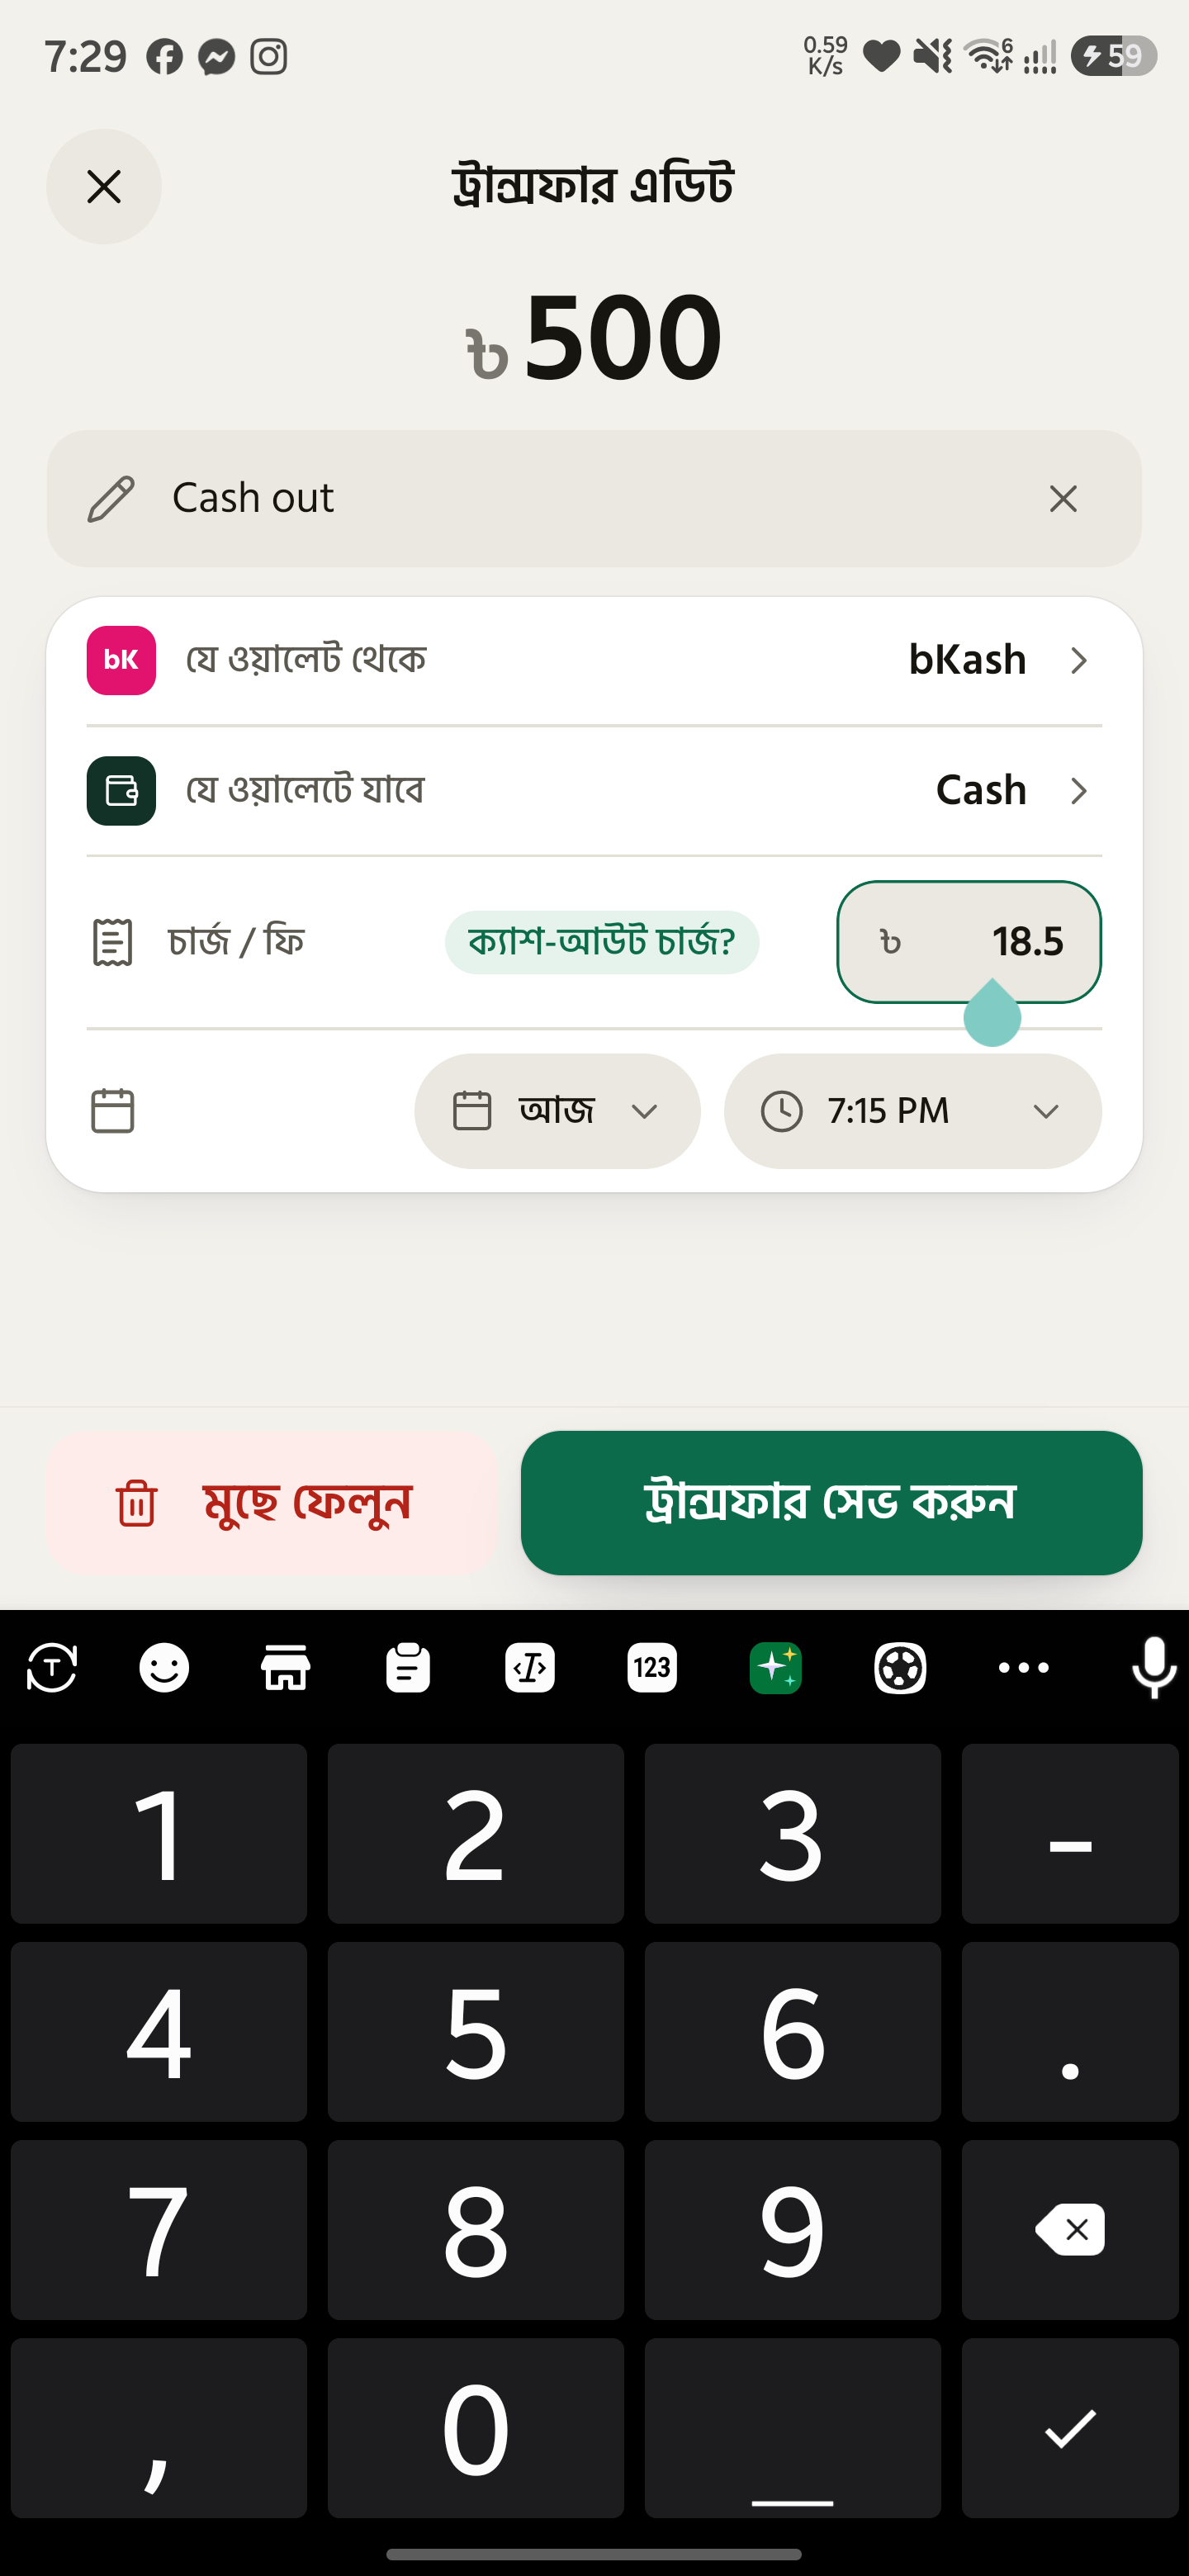 7:29
0.59 K/s
6
59
ট্রান্সফার এডিট
৳ 500
Cash out
bK যে ওয়ালেট থেকে bKash
যে ওয়ালেটে যাবে Cash
চার্জ / ফি ক্যাশ-আউট চার্জ? ৳ 18.5
আজ 7:15 PM
মুছে ফেলুন ট্রান্সফার সেভ করুন
T 123
1 2 3 -
4 5 6 .
7 8 9
, 0